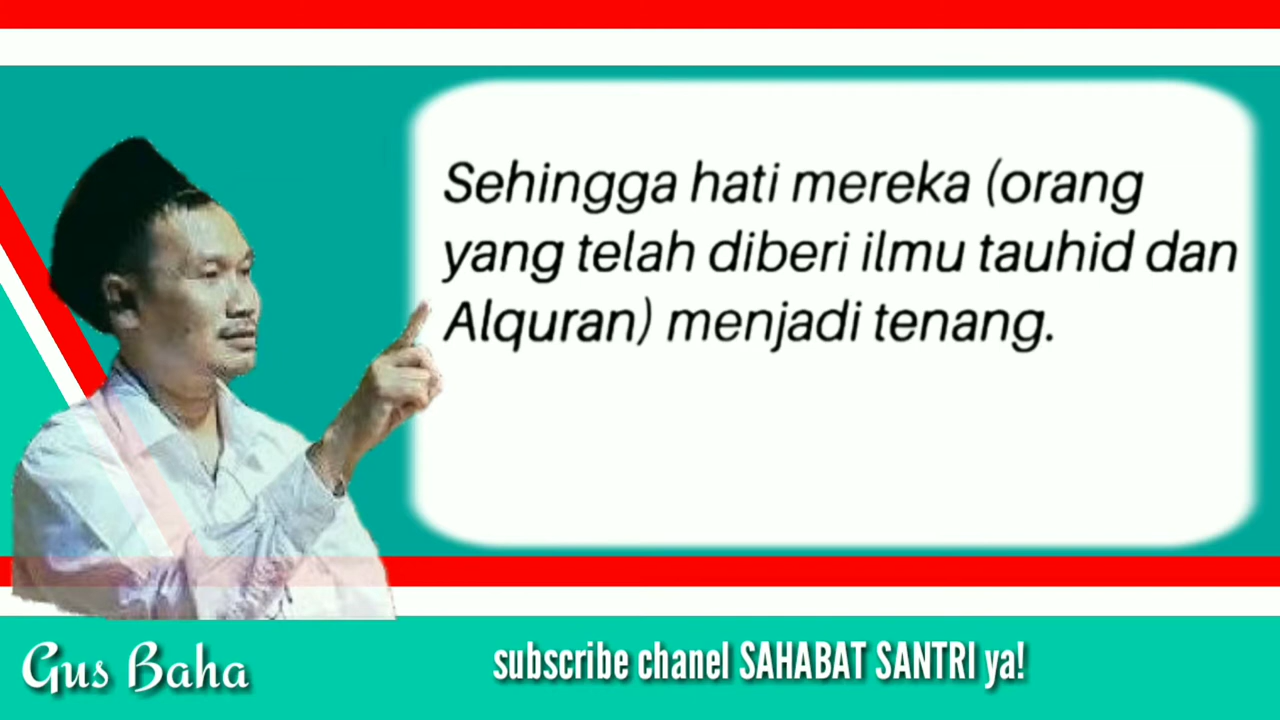 Sehingga hati mereka (orang
yang telah diberi ilmu tauhid dan
Alquran) menjadi tenang.
Gus Baha
subscribe chanel SAHABAT SANTRI ya!